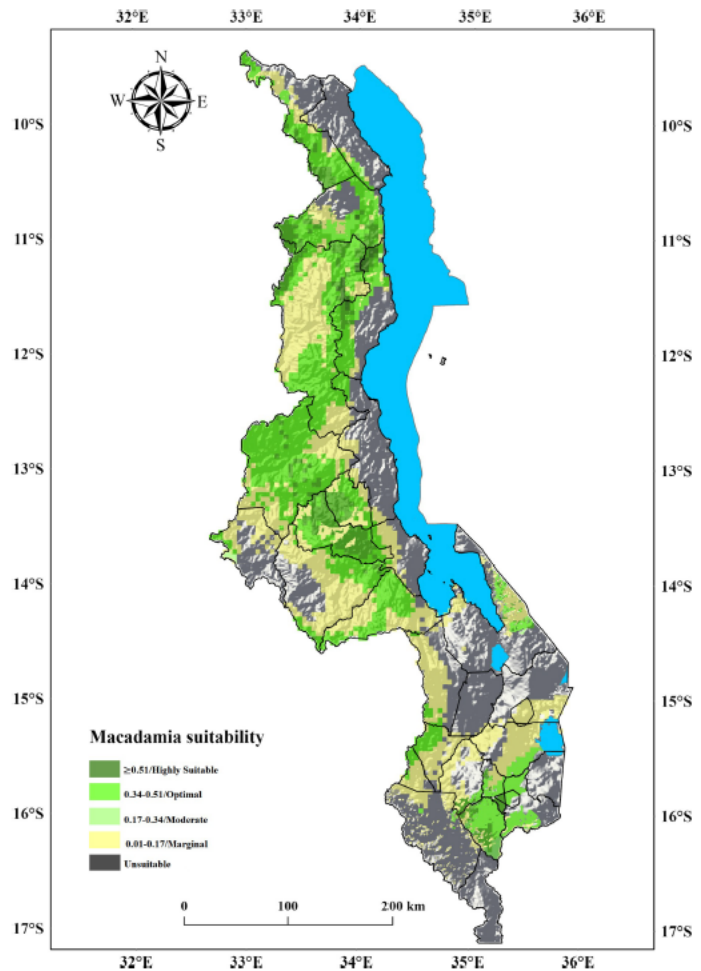 32°E 33°E 34°E 35°E 36°E
N
W E
S
10°S 10°S
11°S 11°S
12°S 12°S
13°S 13°S
14°S 14°S
15°S 15°S
Macadamia suitability
≥0.51/Highly Suitable
0.34-0.51/Optimal
0.17-0.34/Moderate
0.01-0.17/Marginal
Unsuitable
16°S 16°S
0 100 200 km
17°S 17°S
32°E 33°E 34°E 35°E 36°E